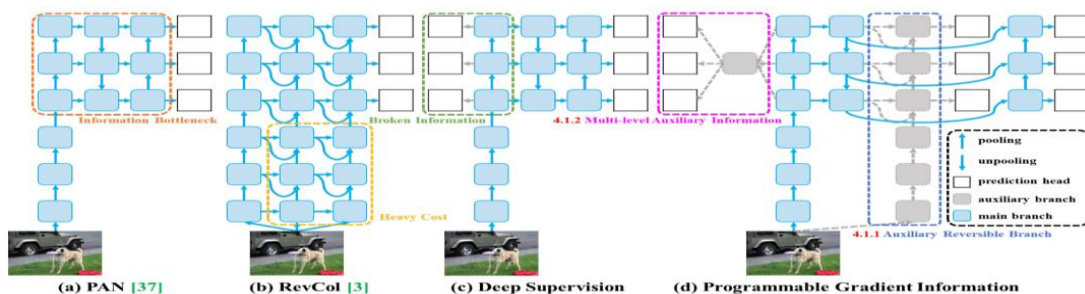 Information Bottleneck
Broken Information
4.1.2 Multi-level Auxiliary Information
Heavy Cost
pooling
unpooling
prediction head
auxiliary branch
main branch
4.1.1 Auxiliary Reversible Branch
(a) PAN [37]
(b) RevCol [3]
(c) Deep Supervision
(d) Programmable Gradient Information